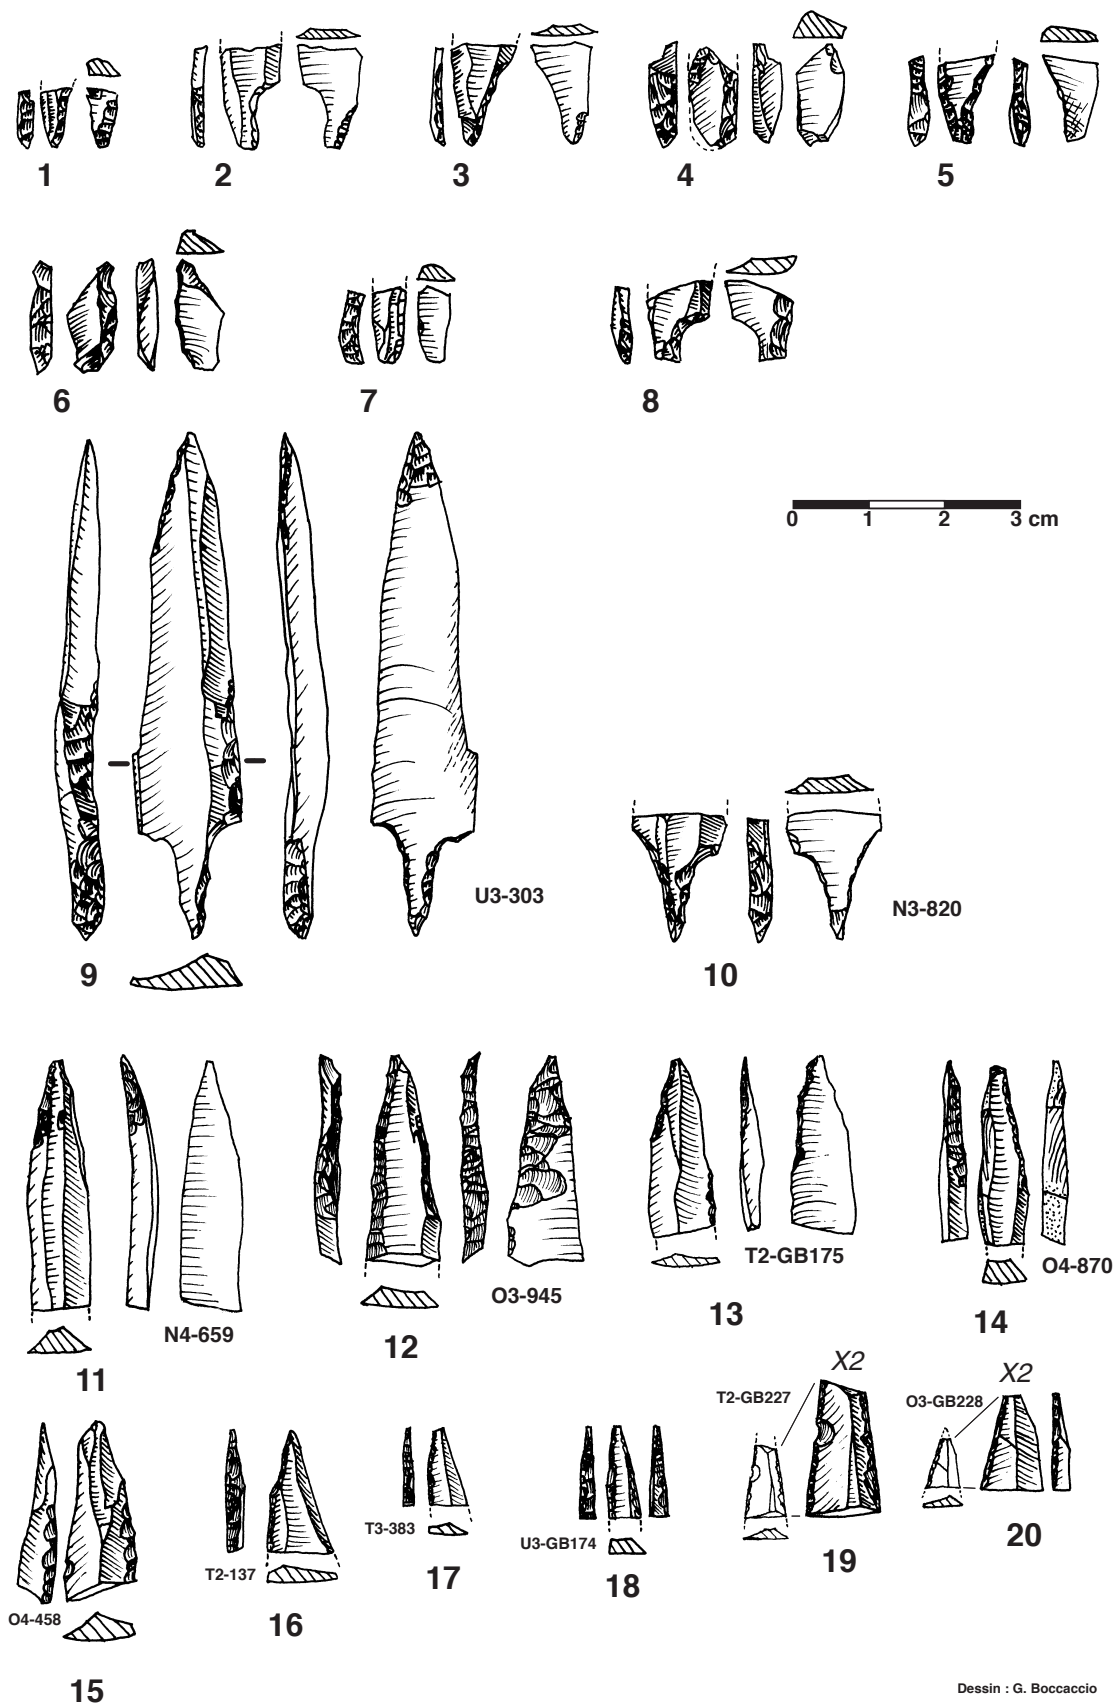 1 2 3 4 5
6 7 8
0 1 2 3 cm
U3-303
N3-820
9 10
T2-GB175
O4-870
O3-945
N4-659
11 12 13 14
X2 X2
T2-GB227 O3-GB228
T3-383
U3-GB174
T2-137
O4-458
15 16 17 18 19 20
Dessin : G. Boccaccio